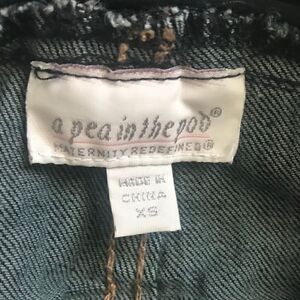 a pea in the pod®
MATERNITY REDEFINED®
MADE IN
CHINA
XS